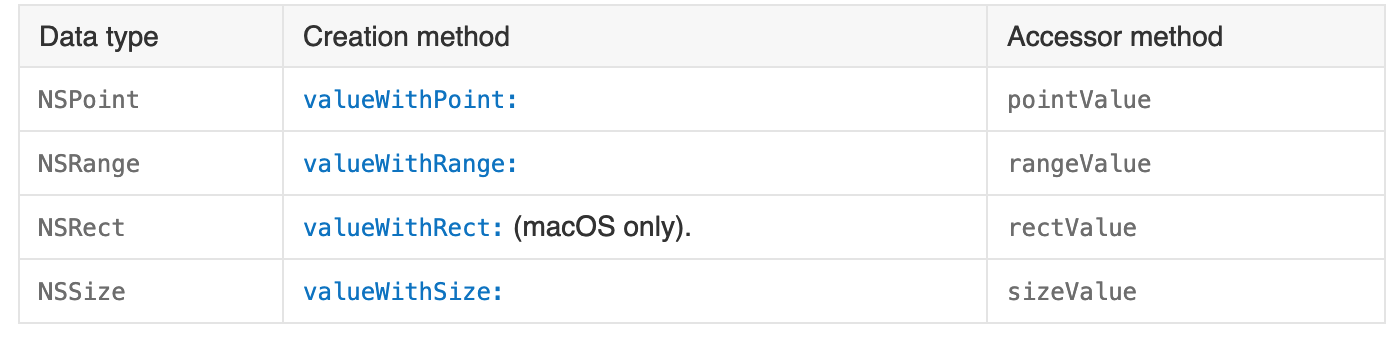 Data type Creation method Accessor method
NSPoint valueWithPoint: pointValue
NSRange valueWithRange: rangeValue
NSRect valueWithRect: (macOS only). rectValue
NSSize valueWithSize: sizeValue